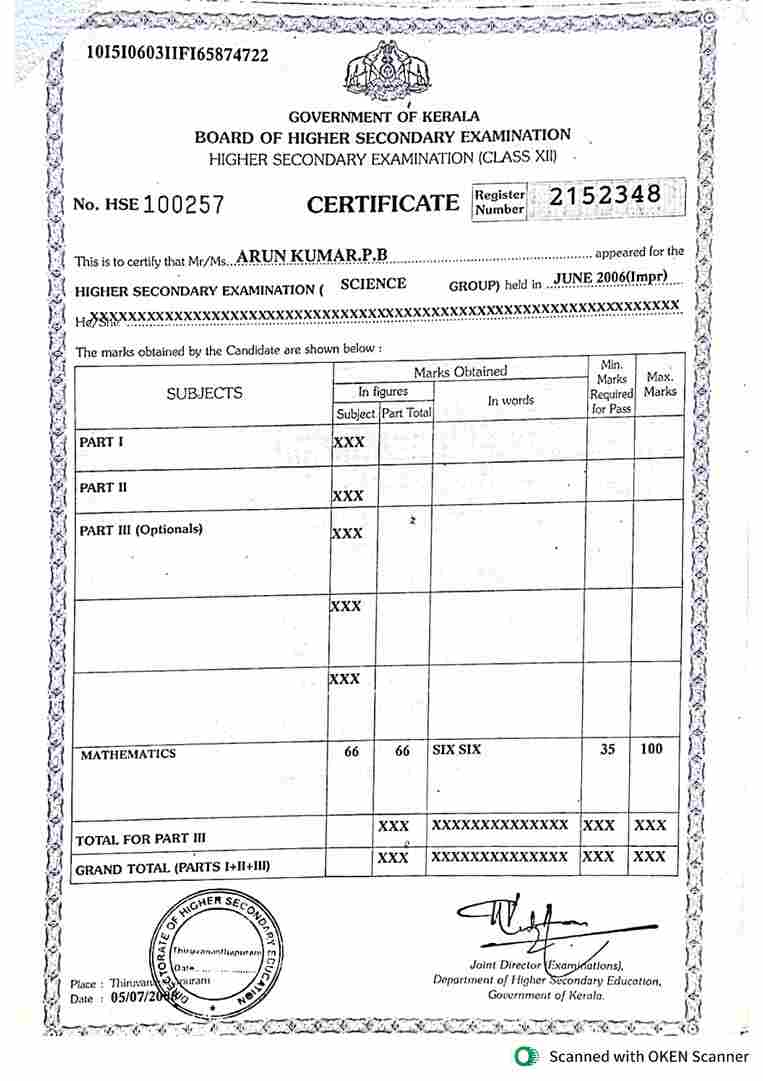 10I5I0603IIFI65874722
GOVERNMENT OF KERALA
BOARD OF HIGHER SECONDARY EXAMINATION
HIGHER SECONDARY EXAMINATION (CLASS XII)
No. HSE 100257 CERTIFICATE Register Number 2152348
This is to certify that Mr/Ms...ARUN KUMAR.P.B appeared for the
HIGHER SECONDARY EXAMINATION ( SCIENCE GROUP) held in JUNE 2006(Impr)
He/She XXXXXXXXXXXXXXXXXXXXXXXXXXXXXXXXXXXXXXXXXXXXXXXXXXXXXXXXXX
The marks obtained by the Candidate are shown below :
SUBJECTS Marks Obtained Min. Marks Required for Pass Max. Marks
In figures In words
Subject Part Total
PART I XXX
PART II XXX
PART III (Optionals) XXX
XXX
XXX
MATHEMATICS 66 66 SIX SIX 35 100
TOTAL FOR PART III XXX XXXXXXXXXXXXXX XXX XXX
GRAND TOTAL (PARTS I+II+III) XXX XXXXXXXXXXXXXX XXX XXX
DIRECTORATE OF HIGHER SECONDARY EDUCATION
Thiruvananthapuram
Date
Joint Director (Examinations),
Department of Higher Secondary Education,
Government of Kerala.
Place :
Date : 05/07/
Scanned with OKEN Scanner